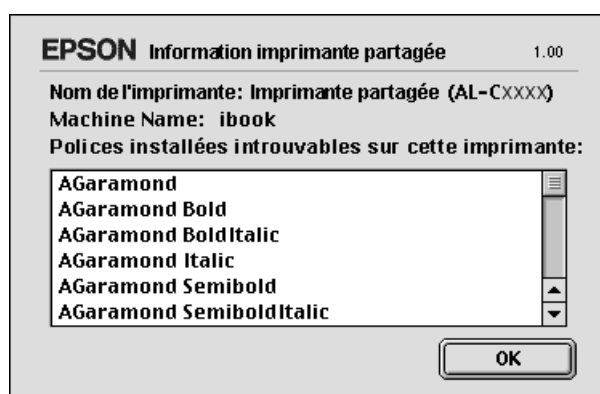 EPSON Information imprimante partagée 1.00
Nom de l'imprimante: Imprimante partagée (AL-CXXXX)
Machine Name: ibook
Polices installées introuvables sur cette imprimante:
AGaramond
AGaramond Bold
AGaramond BoldItalic
AGaramond Italic
AGaramond Semibold
AGaramond SemiboldItalic
OK